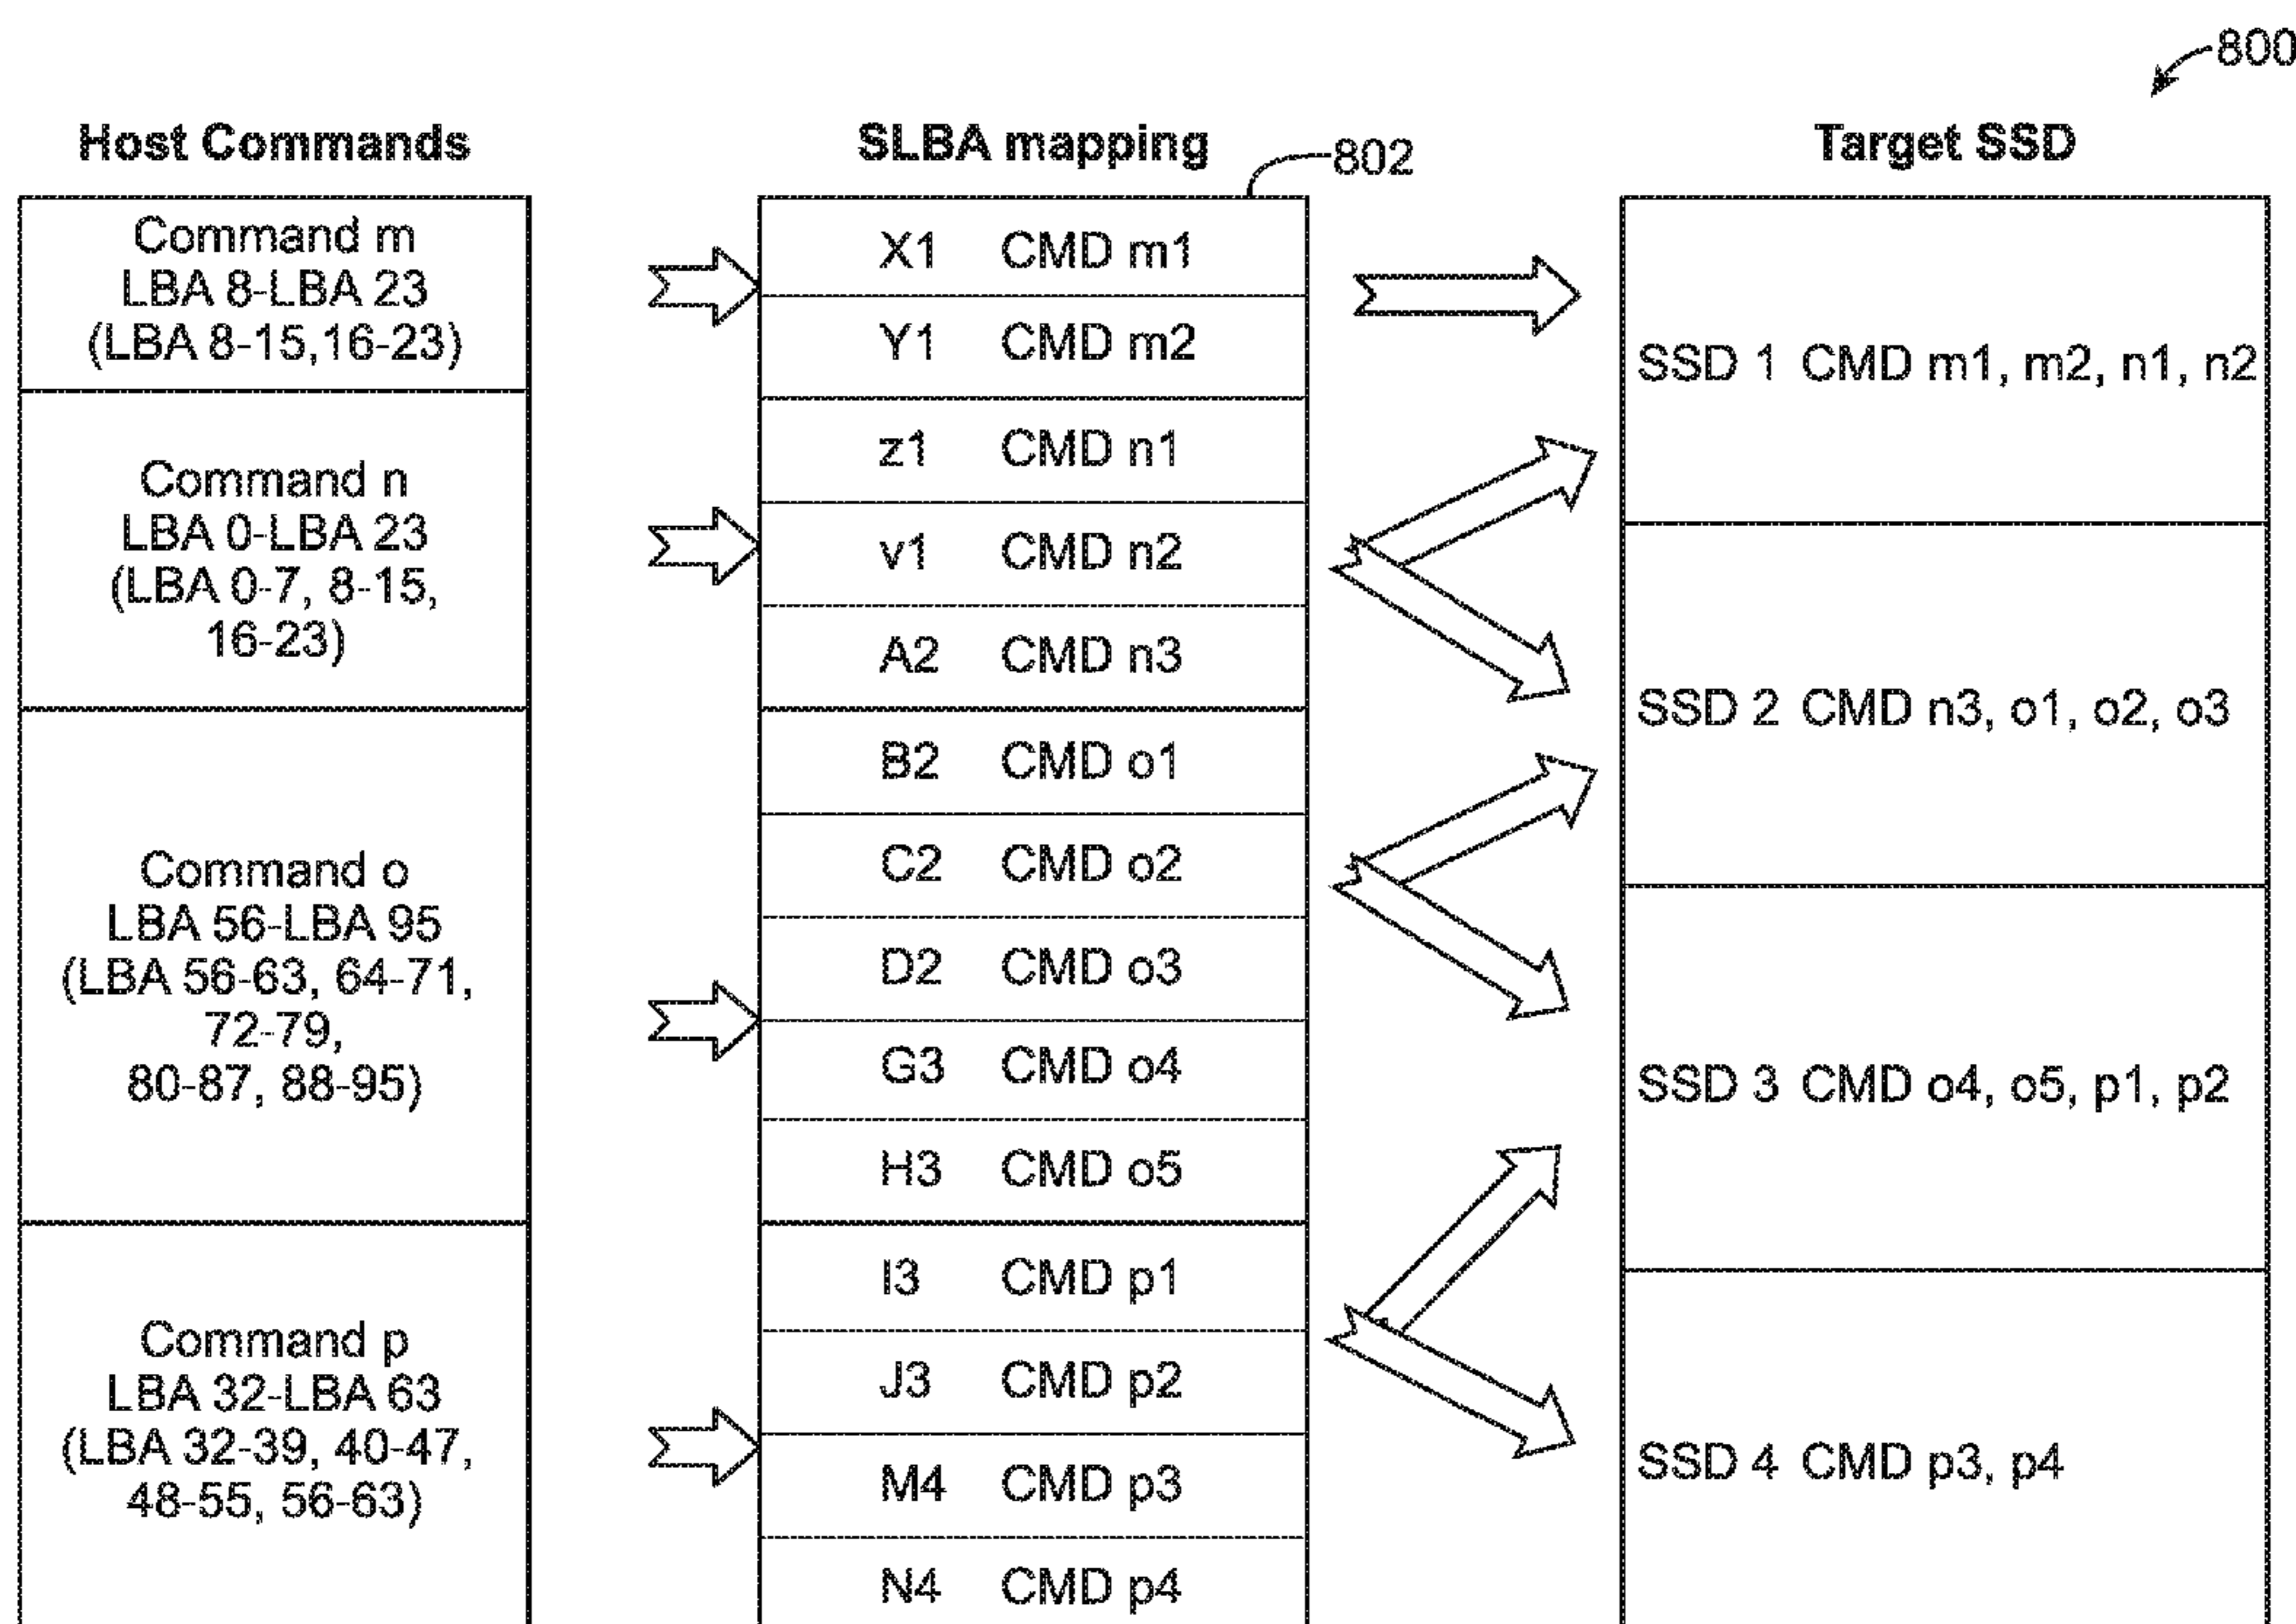 800
Host Commands
SLBA mapping
802
Target SSD
Command m
LBA 8-LBA 23
(LBA 8-15,16-23)
Command n
LBA 0-LBA 23
(LBA 0-7, 8-15,
16-23)
Command o
LBA 56-LBA 95
(LBA 56-63, 64-71,
72-79,
80-87, 88-95)
Command p
LBA 32-LBA 63
(LBA 32-39, 40-47,
48-55, 56-63)
X1 CMD m1
Y1 CMD m2
z1 CMD n1
v1 CMD n2
A2 CMD n3
B2 CMD o1
C2 CMD o2
D2 CMD o3
G3 CMD o4
H3 CMD o5
I3 CMD p1
J3 CMD p2
M4 CMD p3
N4 CMD p4
SSD 1 CMD m1, m2, n1, n2
SSD 2 CMD n3, o1, o2, o3
SSD 3 CMD o4, o5, p1, p2
SSD 4 CMD p3, p4